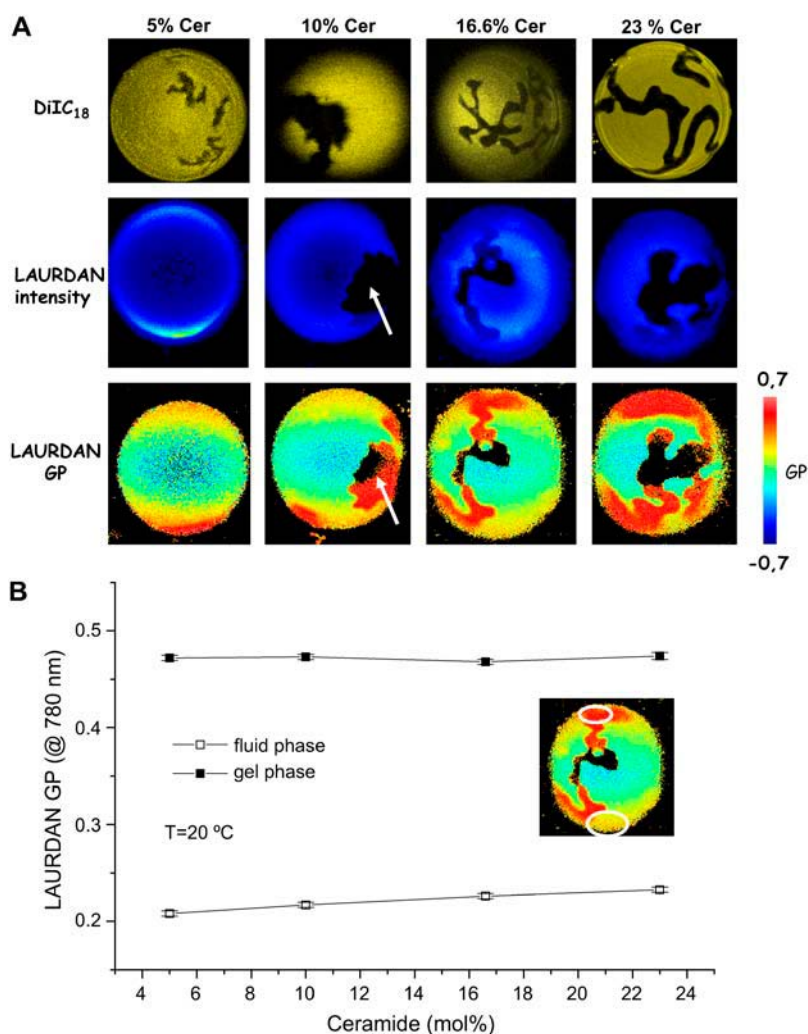 A
5% Cer 10% Cer 16.6% Cer 23 % Cer
DiIC18
LAURDAN
intensity
LAURDAN
GP
0,7
GP
-0,7
B
LAURDAN GP (@ 780 nm)
0.5
0.4
0.3
0.2
fluid phase
gel phase
T=20 ºC
4 6 8 10 12 14 16 18 20 22 24
Ceramide (mol%)